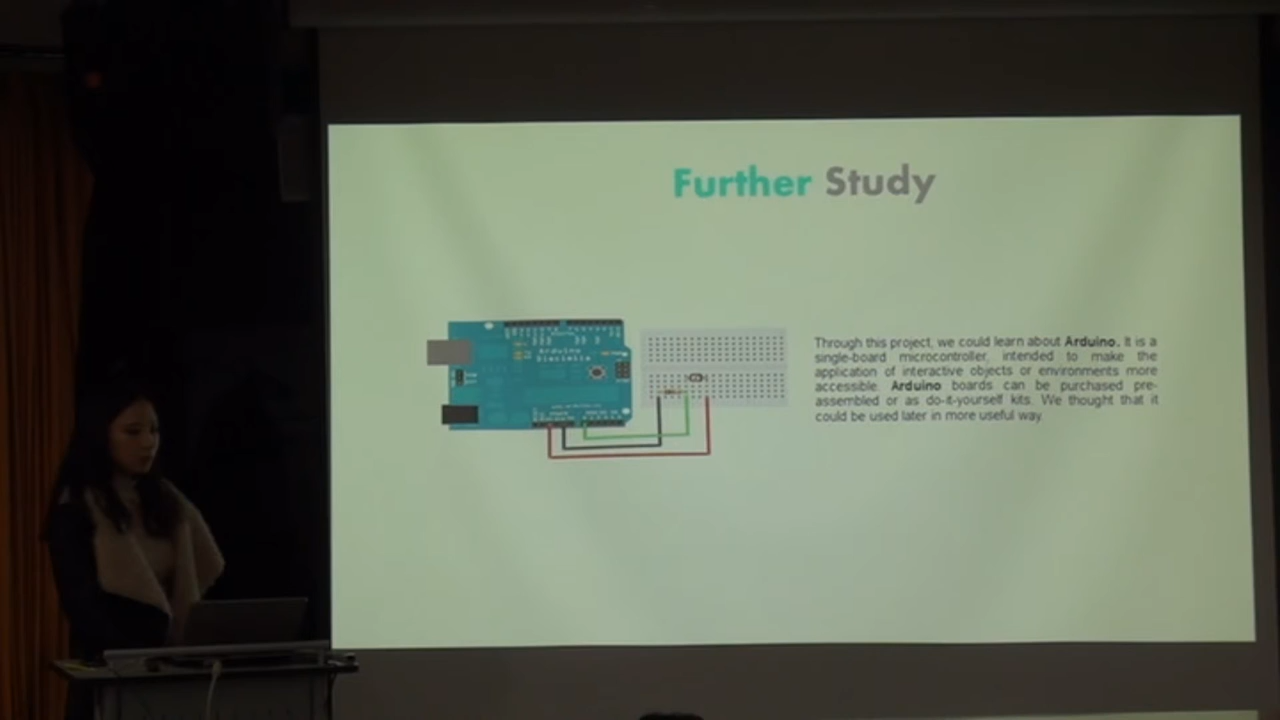 Further Study
Arduino
Through this project, we could learn about Arduino. It is a
single-board microcontroller, intended to make the
application of interactive objects or environments more
accessible. Arduino boards can be purchased pre-
assembled or as do-it-yourself kits. We thought that it
could be used later in more useful way.